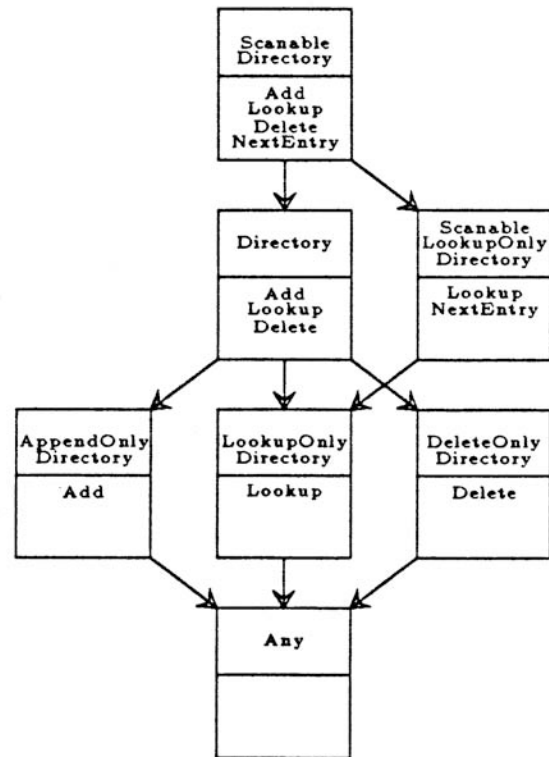 Scanable
Directory
Add
Lookup
Delete
NextEntry
Directory
Add
Lookup
Delete
Scanable
LookupOnly
Directory
Lookup
NextEntry
AppendOnly
Directory
Add
LookupOnly
Directory
Lookup
DeleteOnly
Directory
Delete
Any